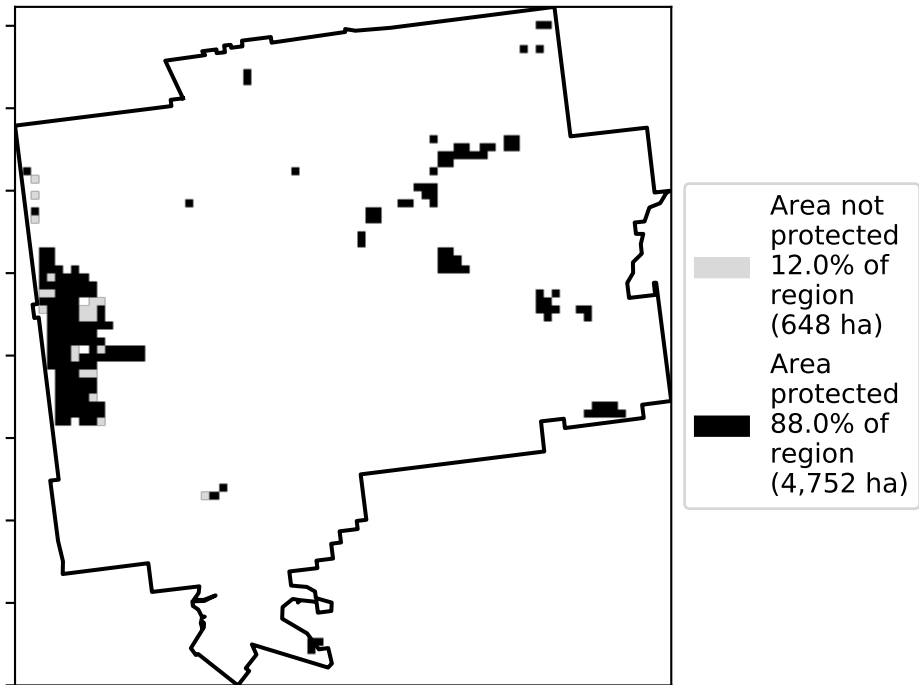 Area not
protected
12.0% of
region
(648 ha)
Area
protected
88.0% of
region
(4,752 ha)